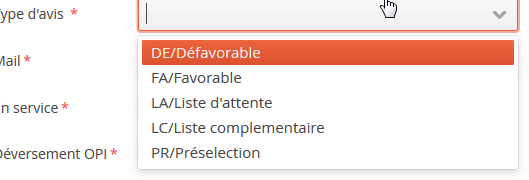 ype d'avis *
DE/Défavorable
Mail *
FA/Favorable
LA/Liste d'attente
n service *
LC/Liste complementaire
Déversement OPI *
PR/Préselection